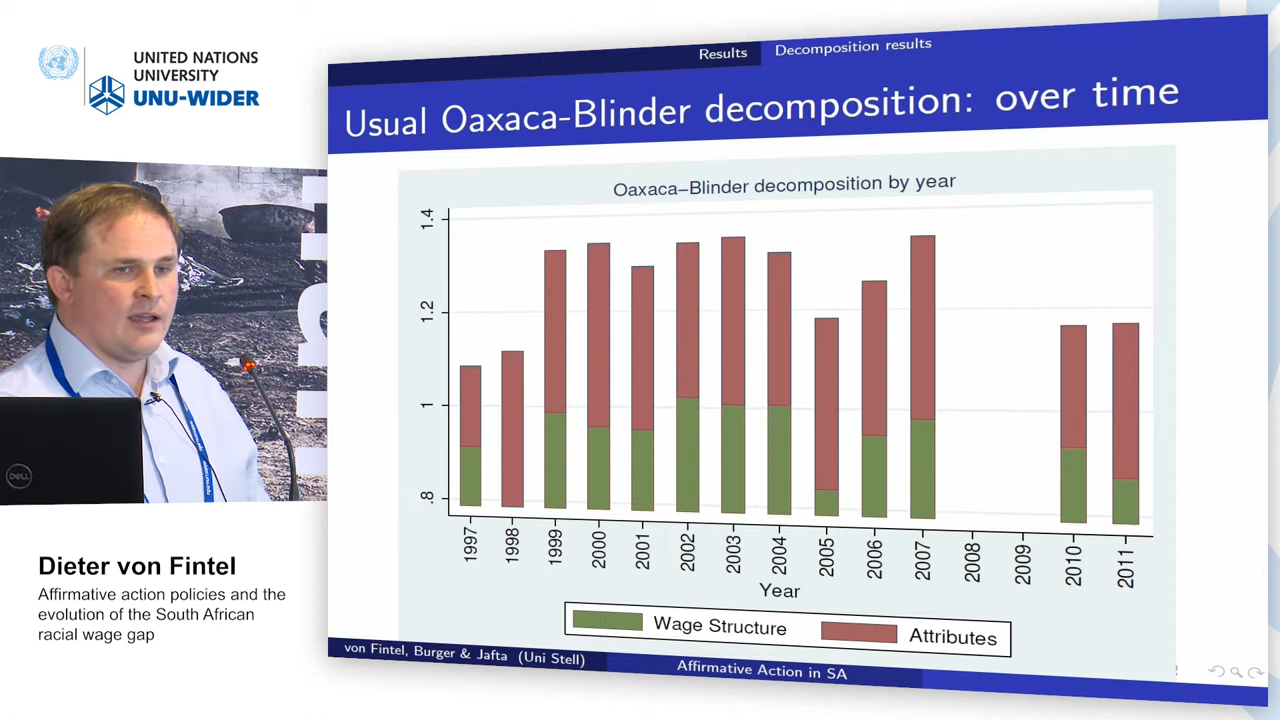 UNITED NATIONS
UNIVERSITY
UNU-WIDER
Results
Decomposition results
Usual Oaxaca-Blinder decomposition: over time
Oaxaca–Blinder decomposition by year
1.4
1.2
1
.8
1997
1998
1999
2000
2001
2002
2003
2004
2005
2006
2007
2008
2009
2010
2011
Year
Wage Structure
Attributes
von Fintel, Burger & Jafta (Uni Stell)
Affirmative Action in SA
DELL
Dieter von Fintel
Affirmative action policies and the
evolution of the South African
racial wage gap